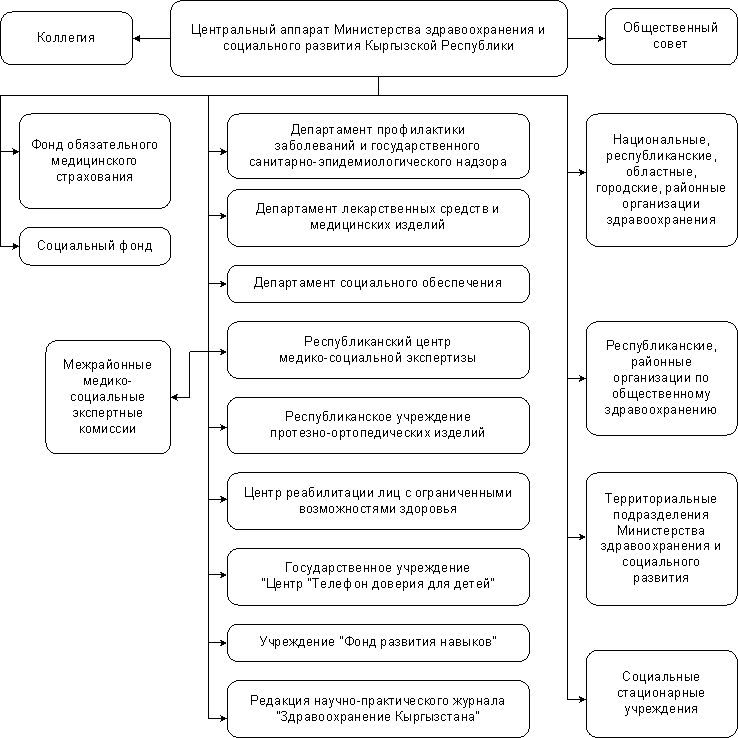 Коллегия
Центральный аппарат Министерства здравоохранения и
социального развития Кыргызской Республики
Общественный
совет
Фонд обязательного
медицинского
страхования
Социальный фонд
Межрайонные
медико-
социальные
экспертные
комиссии
Департамент профилактики
заболеваний и государственного
санитарно-эпидемиологического надзора
Департамент лекарственных средств и
медицинских изделий
Департамент социального обеспечения
Республиканский центр
медико-социальной экспертизы
Республиканское учреждение
протезно-ортопедических изделий
Центр реабилитации лиц с ограниченными
возможностями здоровья
Государственное учреждение
"Центр "Телефон доверия для детей"
Учреждение "Фонд развития навыков"
Редакция научно-практического журнала
"Здравоохранение Кыргызстана"
Национальные,
республиканские,
областные,
городские, районные
организации
здравоохранения
Республиканские,
районные
организации по
общественному
здравоохранению
Территориальные
подразделения
Министерства
здравоохранения и
социального
развития
Социальные
стационарные
учреждения